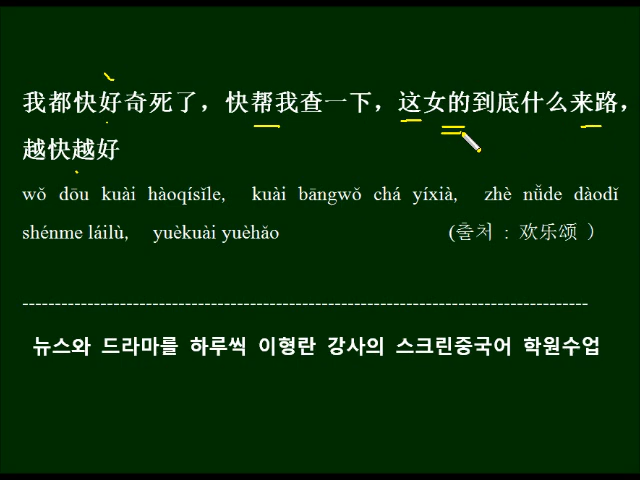 我都快好奇死了，快帮我查一下，这女的到底什么来路，
越快越好
wǒ dōu kuài hàoqísǐle, kuài bāngwǒ chá yíxià, zhè nǚde dàodǐ
shénme láilù, yuèkuài yuèhǎo (출처 : 欢乐颂 )
--------------------------------------------------------------------------------
뉴스와 드라마를 하루씩 이형란 강사의 스크린중국어 학원수업